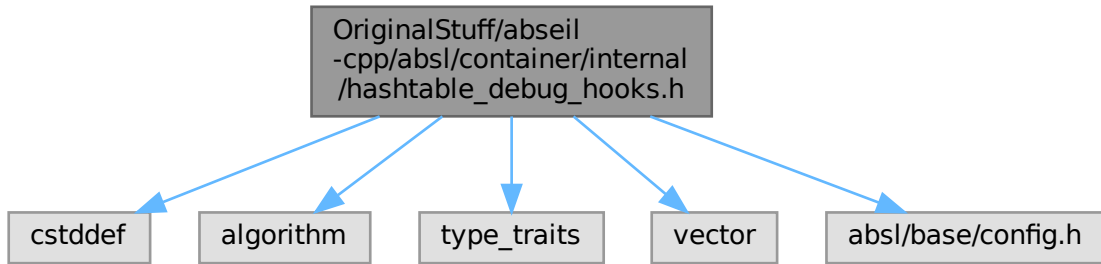 OriginalStuff/abseil
-cpp/absl/container/internal
/hashtable_debug_hooks.h
cstddef
algorithm
type_traits
vector
absl/base/config.h